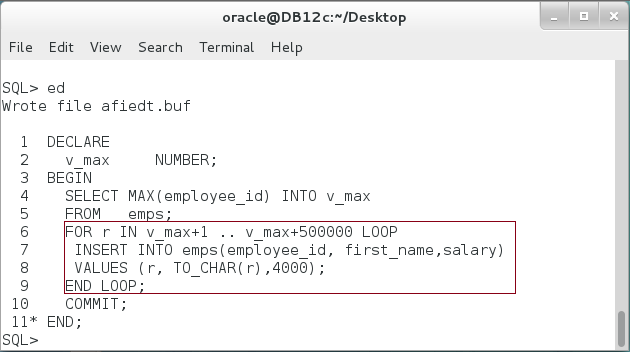 oracle@DB12c:~/Desktop
File Edit View Search Terminal Help
SQL> ed
Wrote file afiedt.buf
1 DECLARE
2 v_max NUMBER;
3 BEGIN
4 SELECT MAX(employee_id) INTO v_max
5 FROM emps;
6 FOR r IN v_max+1 .. v_max+500000 LOOP
7 INSERT INTO emps(employee_id, first_name,salary)
8 VALUES (r, TO_CHAR(r),4000);
9 END LOOP;
10 COMMIT;
11* END;
SQL>